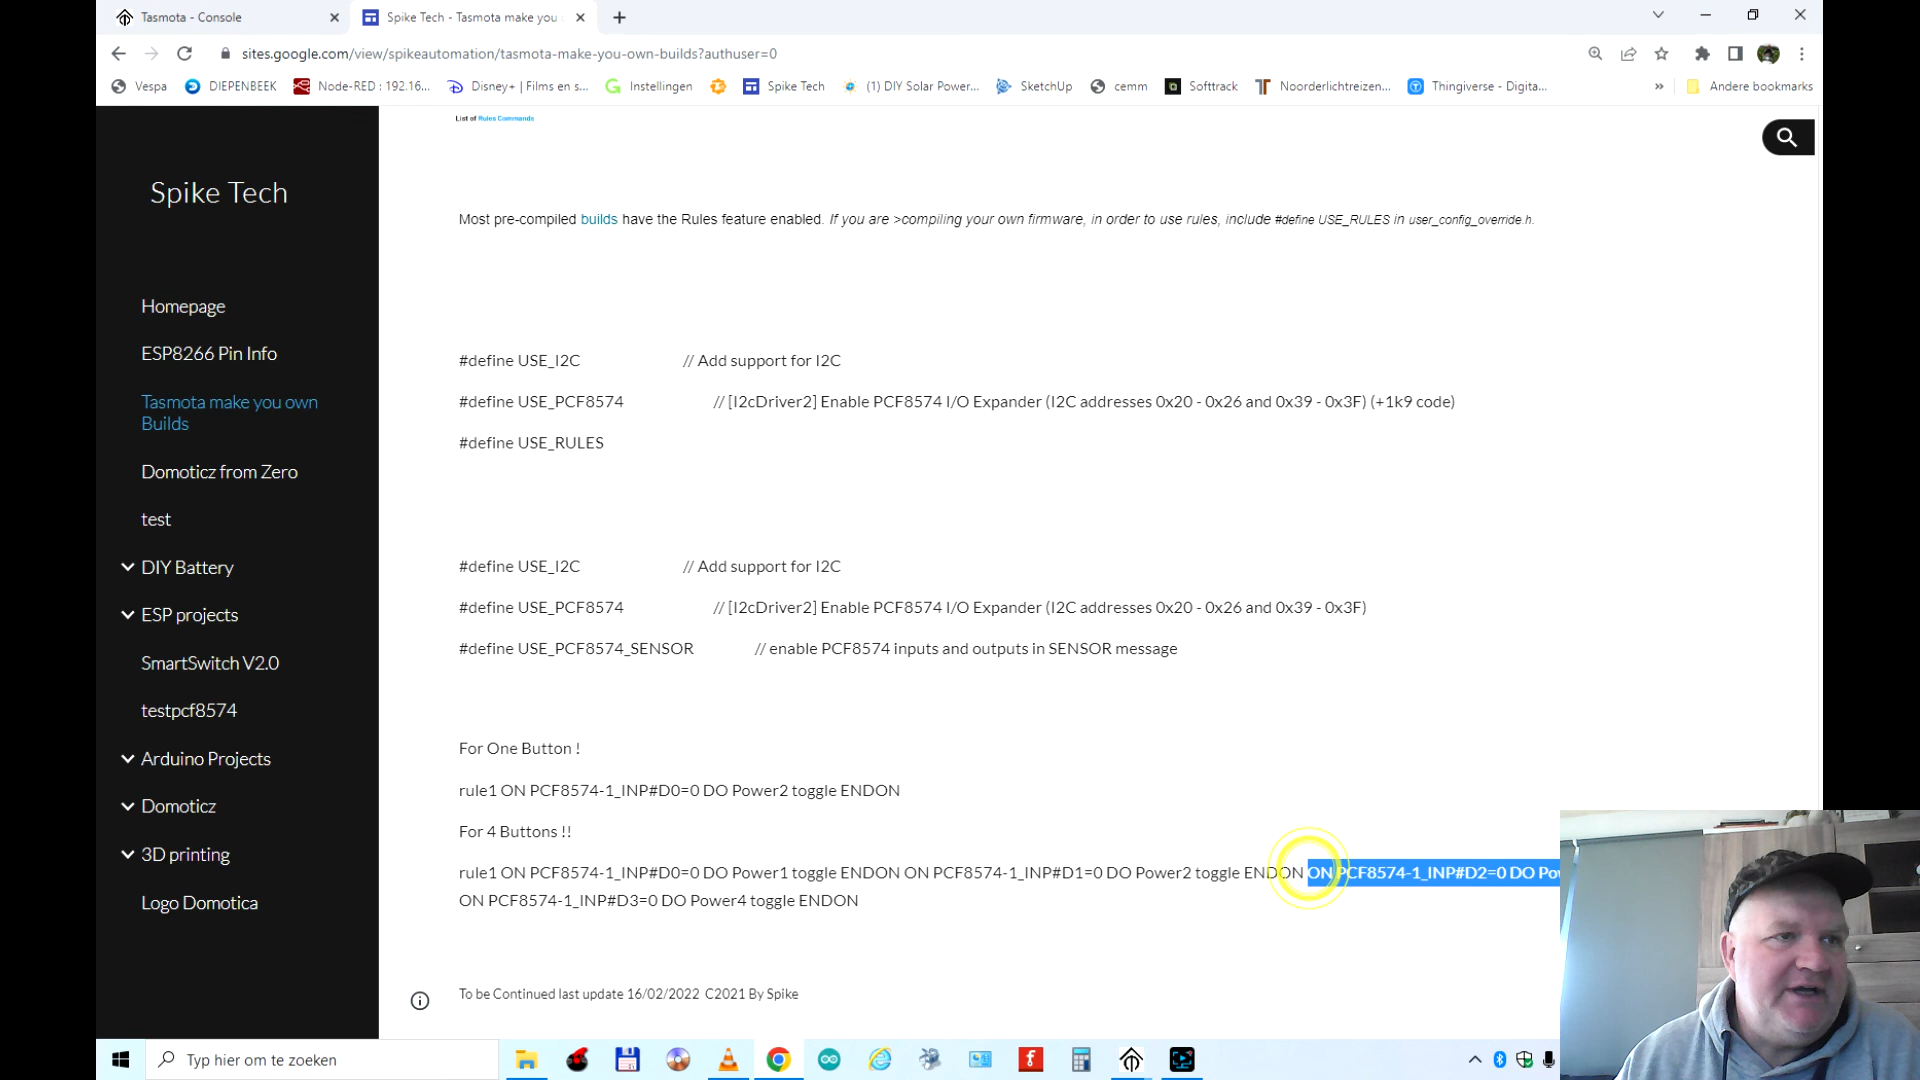 Tasmota - Console
Spike Tech - Tasmota make you
sites.google.com/view/spikeautomation/tasmota-make-you-own-builds?authuser=0
Vespa DIEPENBEEK Node-RED : 192.16... Disney+ | Films en s... Instellingen Spike Tech (1) DIY Solar Power... SketchUp cemm Softtrack Noorderlichtreizen... Thingiverse - Digita... » Andere bookmarks
Spike Tech
Homepage
ESP8266 Pin Info
Tasmota make you own
Builds
Domoticz from Zero
test
DIY Battery
ESP projects
SmartSwitch V2.0
testpcf8574
Arduino Projects
Domoticz
3D printing
Logo Domotica
List of Rules Commands
Most pre-compiled builds have the Rules feature enabled. If you are >compiling your own firmware, in order to use rules, include #define USE_RULES in user_config_override.h.
#define USE_I2C // Add support for I2C
#define USE_PCF8574 // [I2cDriver2] Enable PCF8574 I/O Expander (I2C addresses 0x20 - 0x26 and 0x39 - 0x3F) (+1k9 code)
#define USE_RULES
#define USE_I2C // Add support for I2C
#define USE_PCF8574 // [I2cDriver2] Enable PCF8574 I/O Expander (I2C addresses 0x20 - 0x26 and 0x39 - 0x3F)
#define USE_PCF8574_SENSOR // enable PCF8574 inputs and outputs in SENSOR message
For One Button !
rule1 ON PCF8574-1_INP#D0=0 DO Power2 toggle ENDON
For 4 Buttons !!
rule1 ON PCF8574-1_INP#D0=0 DO Power1 toggle ENDON ON PCF8574-1_INP#D1=0 DO Power2 toggle ENDON ON PCF8574-1_INP#D2=0 DO
ON PCF8574-1_INP#D3=0 DO Power4 toggle ENDON
To be Continued last update 16/02/2022 C2021 By Spike
Typ hier om te zoeken